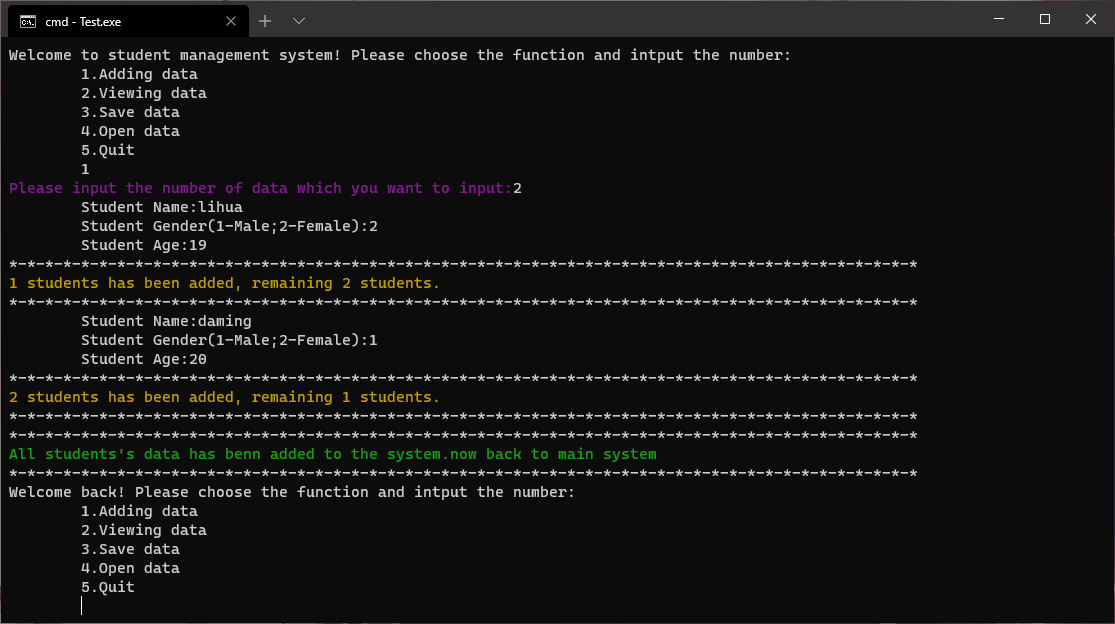 cmd - Test.exe
Welcome to student management system! Please choose the function and intput the number:
1.Adding data
2.Viewing data
3.Save data
4.Open data
5.Quit
1
Please input the number of data which you want to input:2
Student Name:lihua
Student Gender(1-Male;2-Female):2
Student Age:19
*-*-*-*-*-*-*-*-*-*-*-*-*-*-*-*-*-*-*-*-*-*-*-*-*-*-*-*-*-*-*-*-*-*-*-*-*-*-*-*-*-*-*-*-*-*-*-*-*-*-*
1 students has been added, remaining 2 students.
*-*-*-*-*-*-*-*-*-*-*-*-*-*-*-*-*-*-*-*-*-*-*-*-*-*-*-*-*-*-*-*-*-*-*-*-*-*-*-*-*-*-*-*-*-*-*-*-*-*-*
Student Name:daming
Student Gender(1-Male;2-Female):1
Student Age:20
*-*-*-*-*-*-*-*-*-*-*-*-*-*-*-*-*-*-*-*-*-*-*-*-*-*-*-*-*-*-*-*-*-*-*-*-*-*-*-*-*-*-*-*-*-*-*-*-*-*-*
2 students has been added, remaining 1 students.
*-*-*-*-*-*-*-*-*-*-*-*-*-*-*-*-*-*-*-*-*-*-*-*-*-*-*-*-*-*-*-*-*-*-*-*-*-*-*-*-*-*-*-*-*-*-*-*-*-*-*
*-*-*-*-*-*-*-*-*-*-*-*-*-*-*-*-*-*-*-*-*-*-*-*-*-*-*-*-*-*-*-*-*-*-*-*-*-*-*-*-*-*-*-*-*-*-*-*-*-*-*
All students's data has benn added to the system.now back to main system
*-*-*-*-*-*-*-*-*-*-*-*-*-*-*-*-*-*-*-*-*-*-*-*-*-*-*-*-*-*-*-*-*-*-*-*-*-*-*-*-*-*-*-*-*-*-*-*-*-*-*
Welcome back! Please choose the function and intput the number:
1.Adding data
2.Viewing data
3.Save data
4.Open data
5.Quit